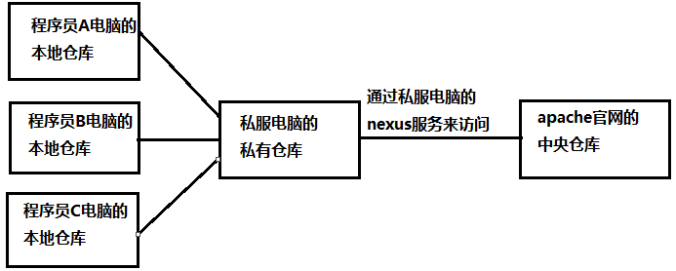 程序员A电脑的
本地仓库
程序员B电脑的
本地仓库
程序员C电脑的
本地仓库
私服电脑的
私有仓库
通过私服电脑的
nexus服务来访问
apache官网的
中央仓库